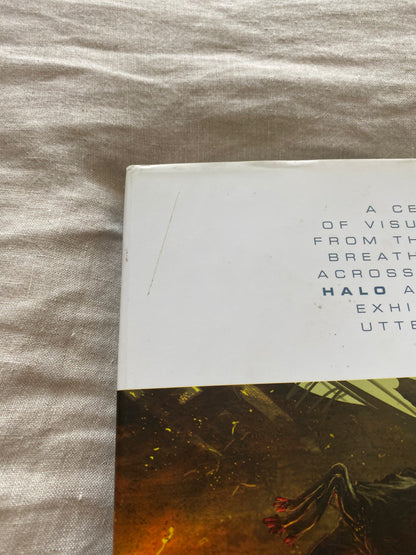 A CE
OF VISU
FROM TH
BREATH
ACROSS
HALO A
EXHI
UTTE